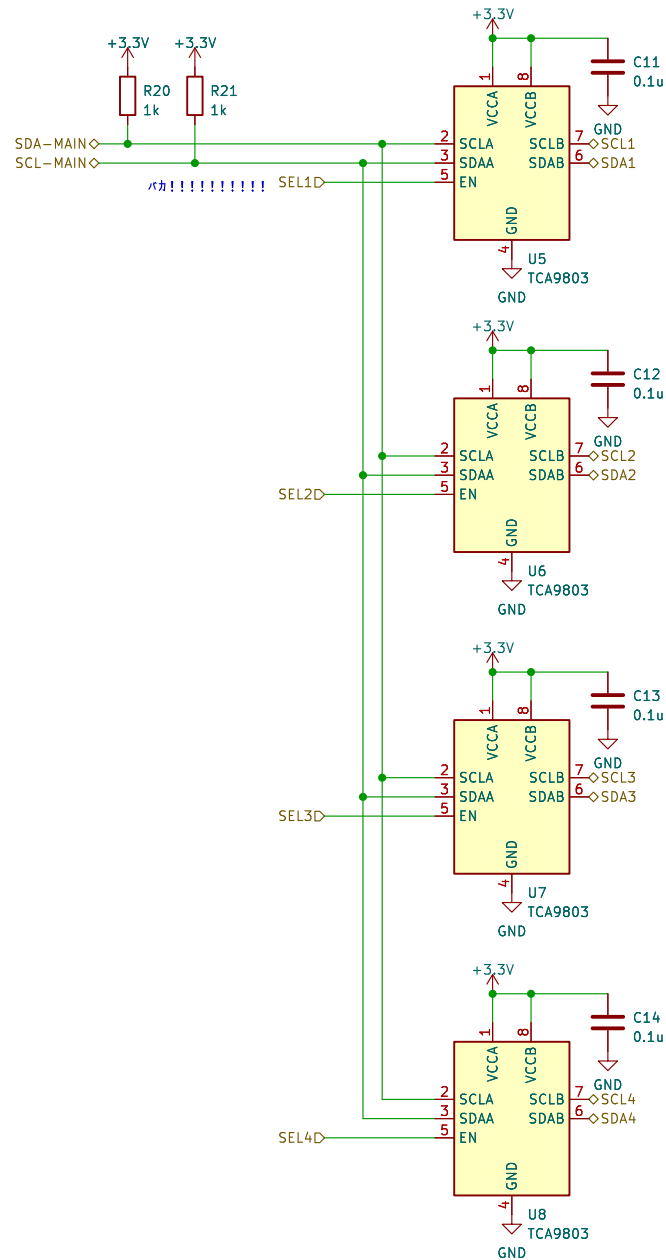 +3.3V
+3.3V
R20
1k
R21
1k
SDA-MAIN
SCL-MAIN
バカ!!!!!!!!!!
SEL1
+3.3V
1
8
VCCA
VCCB
C11
0.1u
GND
2 SCLA
3 SDAA
5 EN
SCLB 7 SCL1
SDAB 6 SDA1
GND
4
U5
TCA9803
GND
+3.3V
1
8
VCCA
VCCB
C12
0.1u
GND
2 SCLA
3 SDAA
SEL2 5 EN
SCLB 7 SCL2
SDAB 6 SDA2
GND
4
U6
TCA9803
GND
+3.3V
1
8
VCCA
VCCB
C13
0.1u
GND
2 SCLA
3 SDAA
SEL3 5 EN
SCLB 7 SCL3
SDAB 6 SDA3
GND
4
U7
TCA9803
GND
+3.3V
1
8
VCCA
VCCB
C14
0.1u
GND
2 SCLA
3 SDAA
SEL4 5 EN
SCLB 7 SCL4
SDAB 6 SDA4
GND
4
U8
TCA9803
GND